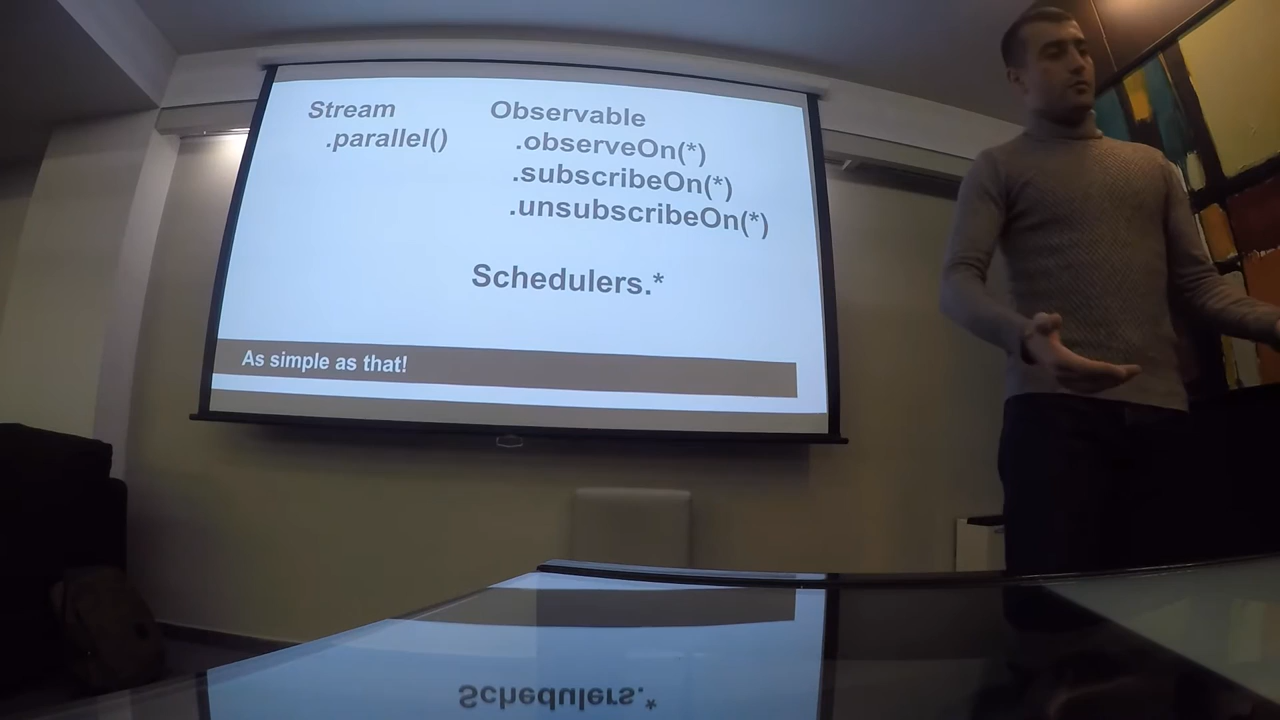 Stream
.parallel()
Observable
.observeOn(*)
.subscribeOn(*)
.unsubscribeOn(*)
Schedulers.*
As simple as that!
Schedulers.*